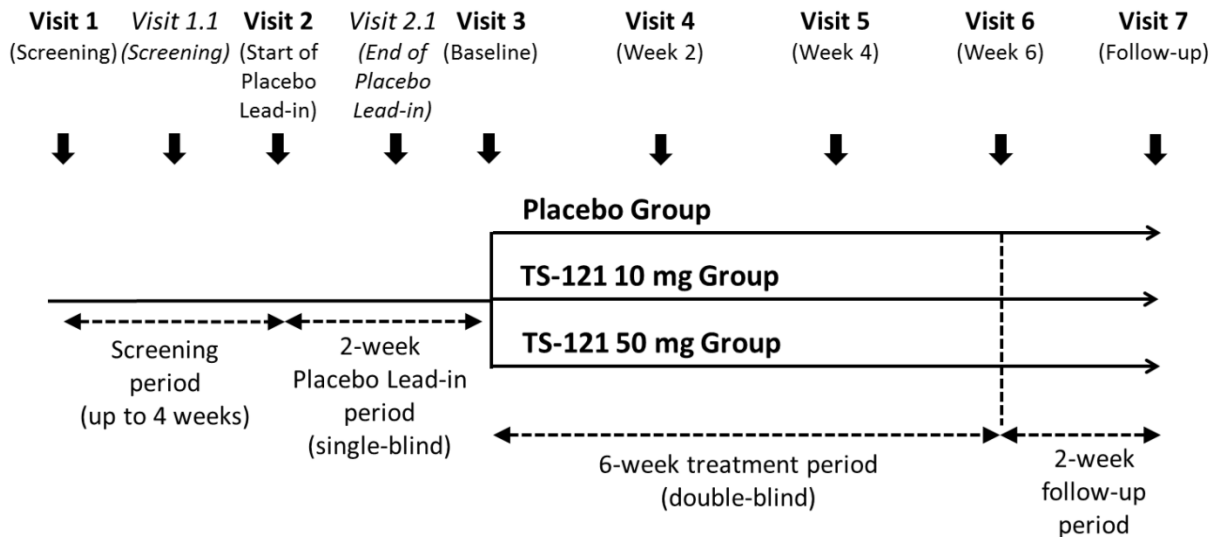 Visit 1
(Screening)
Visit 1.1
(Screening)
Visit 2
(Start of
Placebo
Lead-in)
Visit 2.1
(End of
Placebo
Lead-in)
Visit 3
(Baseline)
Visit 4
(Week 2)
Visit 5
(Week 4)
Visit 6
(Week 6)
Visit 7
(Follow-up)
Placebo Group
TS-121 10 mg Group
TS-121 50 mg Group
Screening
period
(up to 4 weeks)
2-week
Placebo Lead-in
period
(single-blind)
6-week treatment period
(double-blind)
2-week
follow-up
period